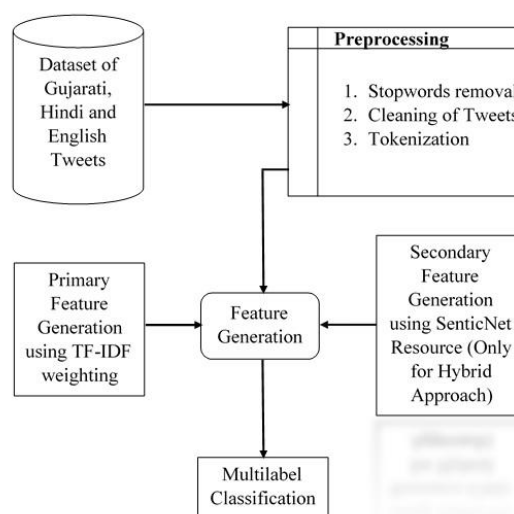 Dataset of
Gujarati,
Hindi and
English
Tweets
Preprocessing
1. Stopwords removal
2. Cleaning of Tweets
3. Tokenization
Primary
Feature
Generation
using TF-IDF
weighting
Feature
Generation
Secondary
Feature
Generation
using SenticNet
Resource (Only
for Hybrid
Approach)
Multilabel
Classification